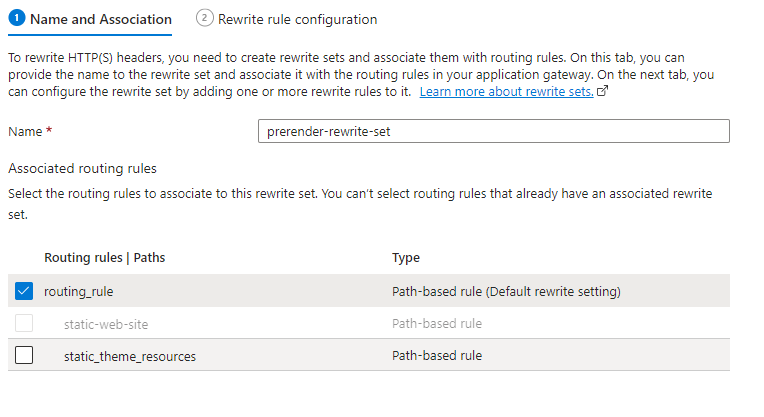 1 Name and Association 2 Rewrite rule configuration
To rewrite HTTP(S) headers, you need to create rewrite sets and associate them with routing rules. On this tab, you can
provide the name to the rewrite set and associate it with the routing rules in your application gateway. On the next tab, you
can configure the rewrite set by adding one or more rewrite rules to it. Learn more about rewrite sets.
Name * prerender-rewrite-set
Associated routing rules
Select the routing rules to associate to this rewrite set. You can't select routing rules that already have an associated rewrite
set.
Routing rules | Paths Type
routing_rule Path-based rule (Default rewrite setting)
static-web-site Path-based rule
static_theme_resources Path-based rule